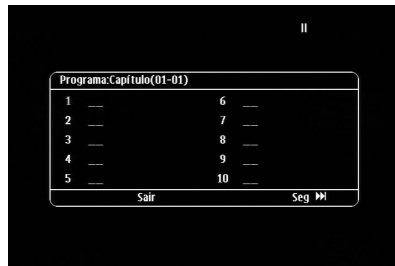 Programa:Capítulo(01-01)
1 __ 6 __
2 __ 7 __
3 __ 8 __
4 __ 9 __
5 __ 10 __
Sair Seg ⏭